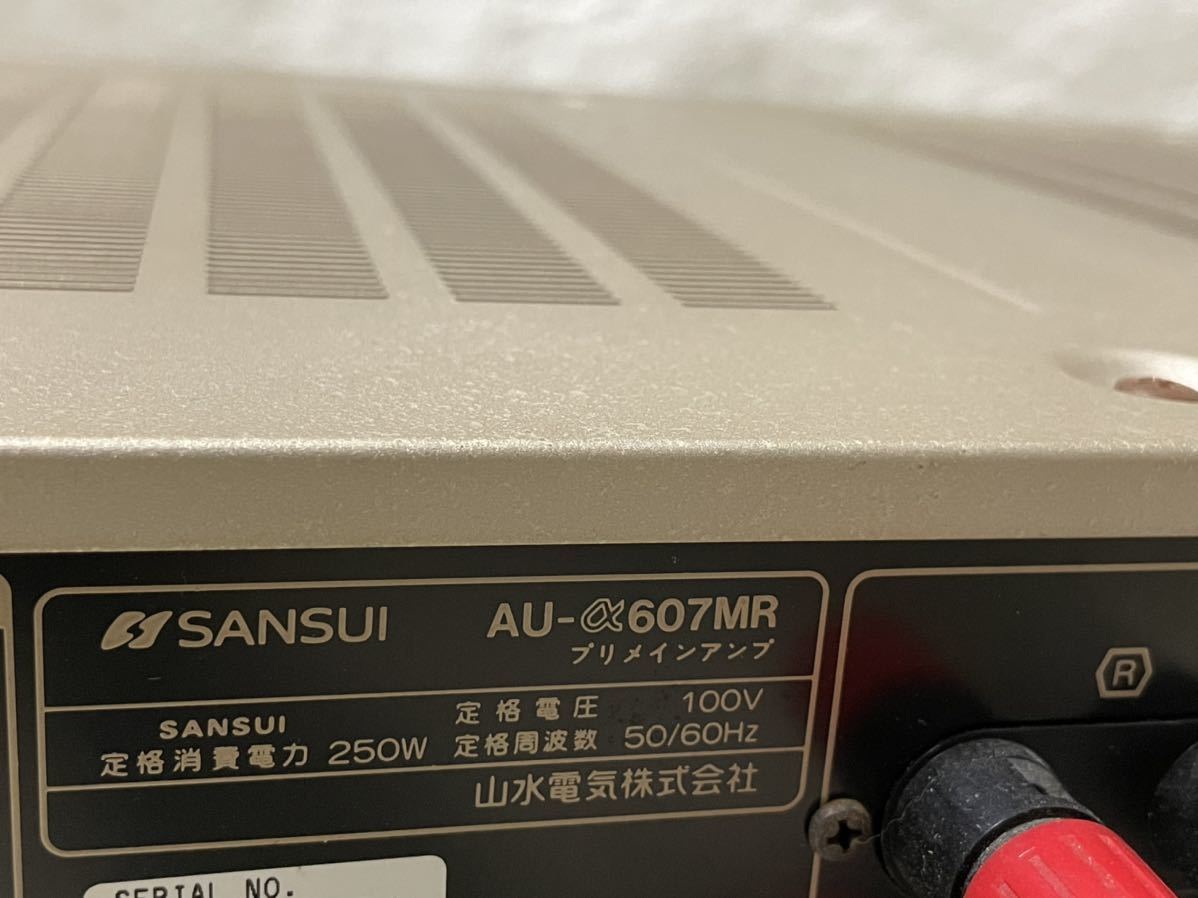 SANSUI AU-α607MR
プリメインアンプ
SANSUI 定格電圧 100V
定格消費電力 250W 定格周波数 50/60Hz
山水電気株式会社
R
SERIAL NO.